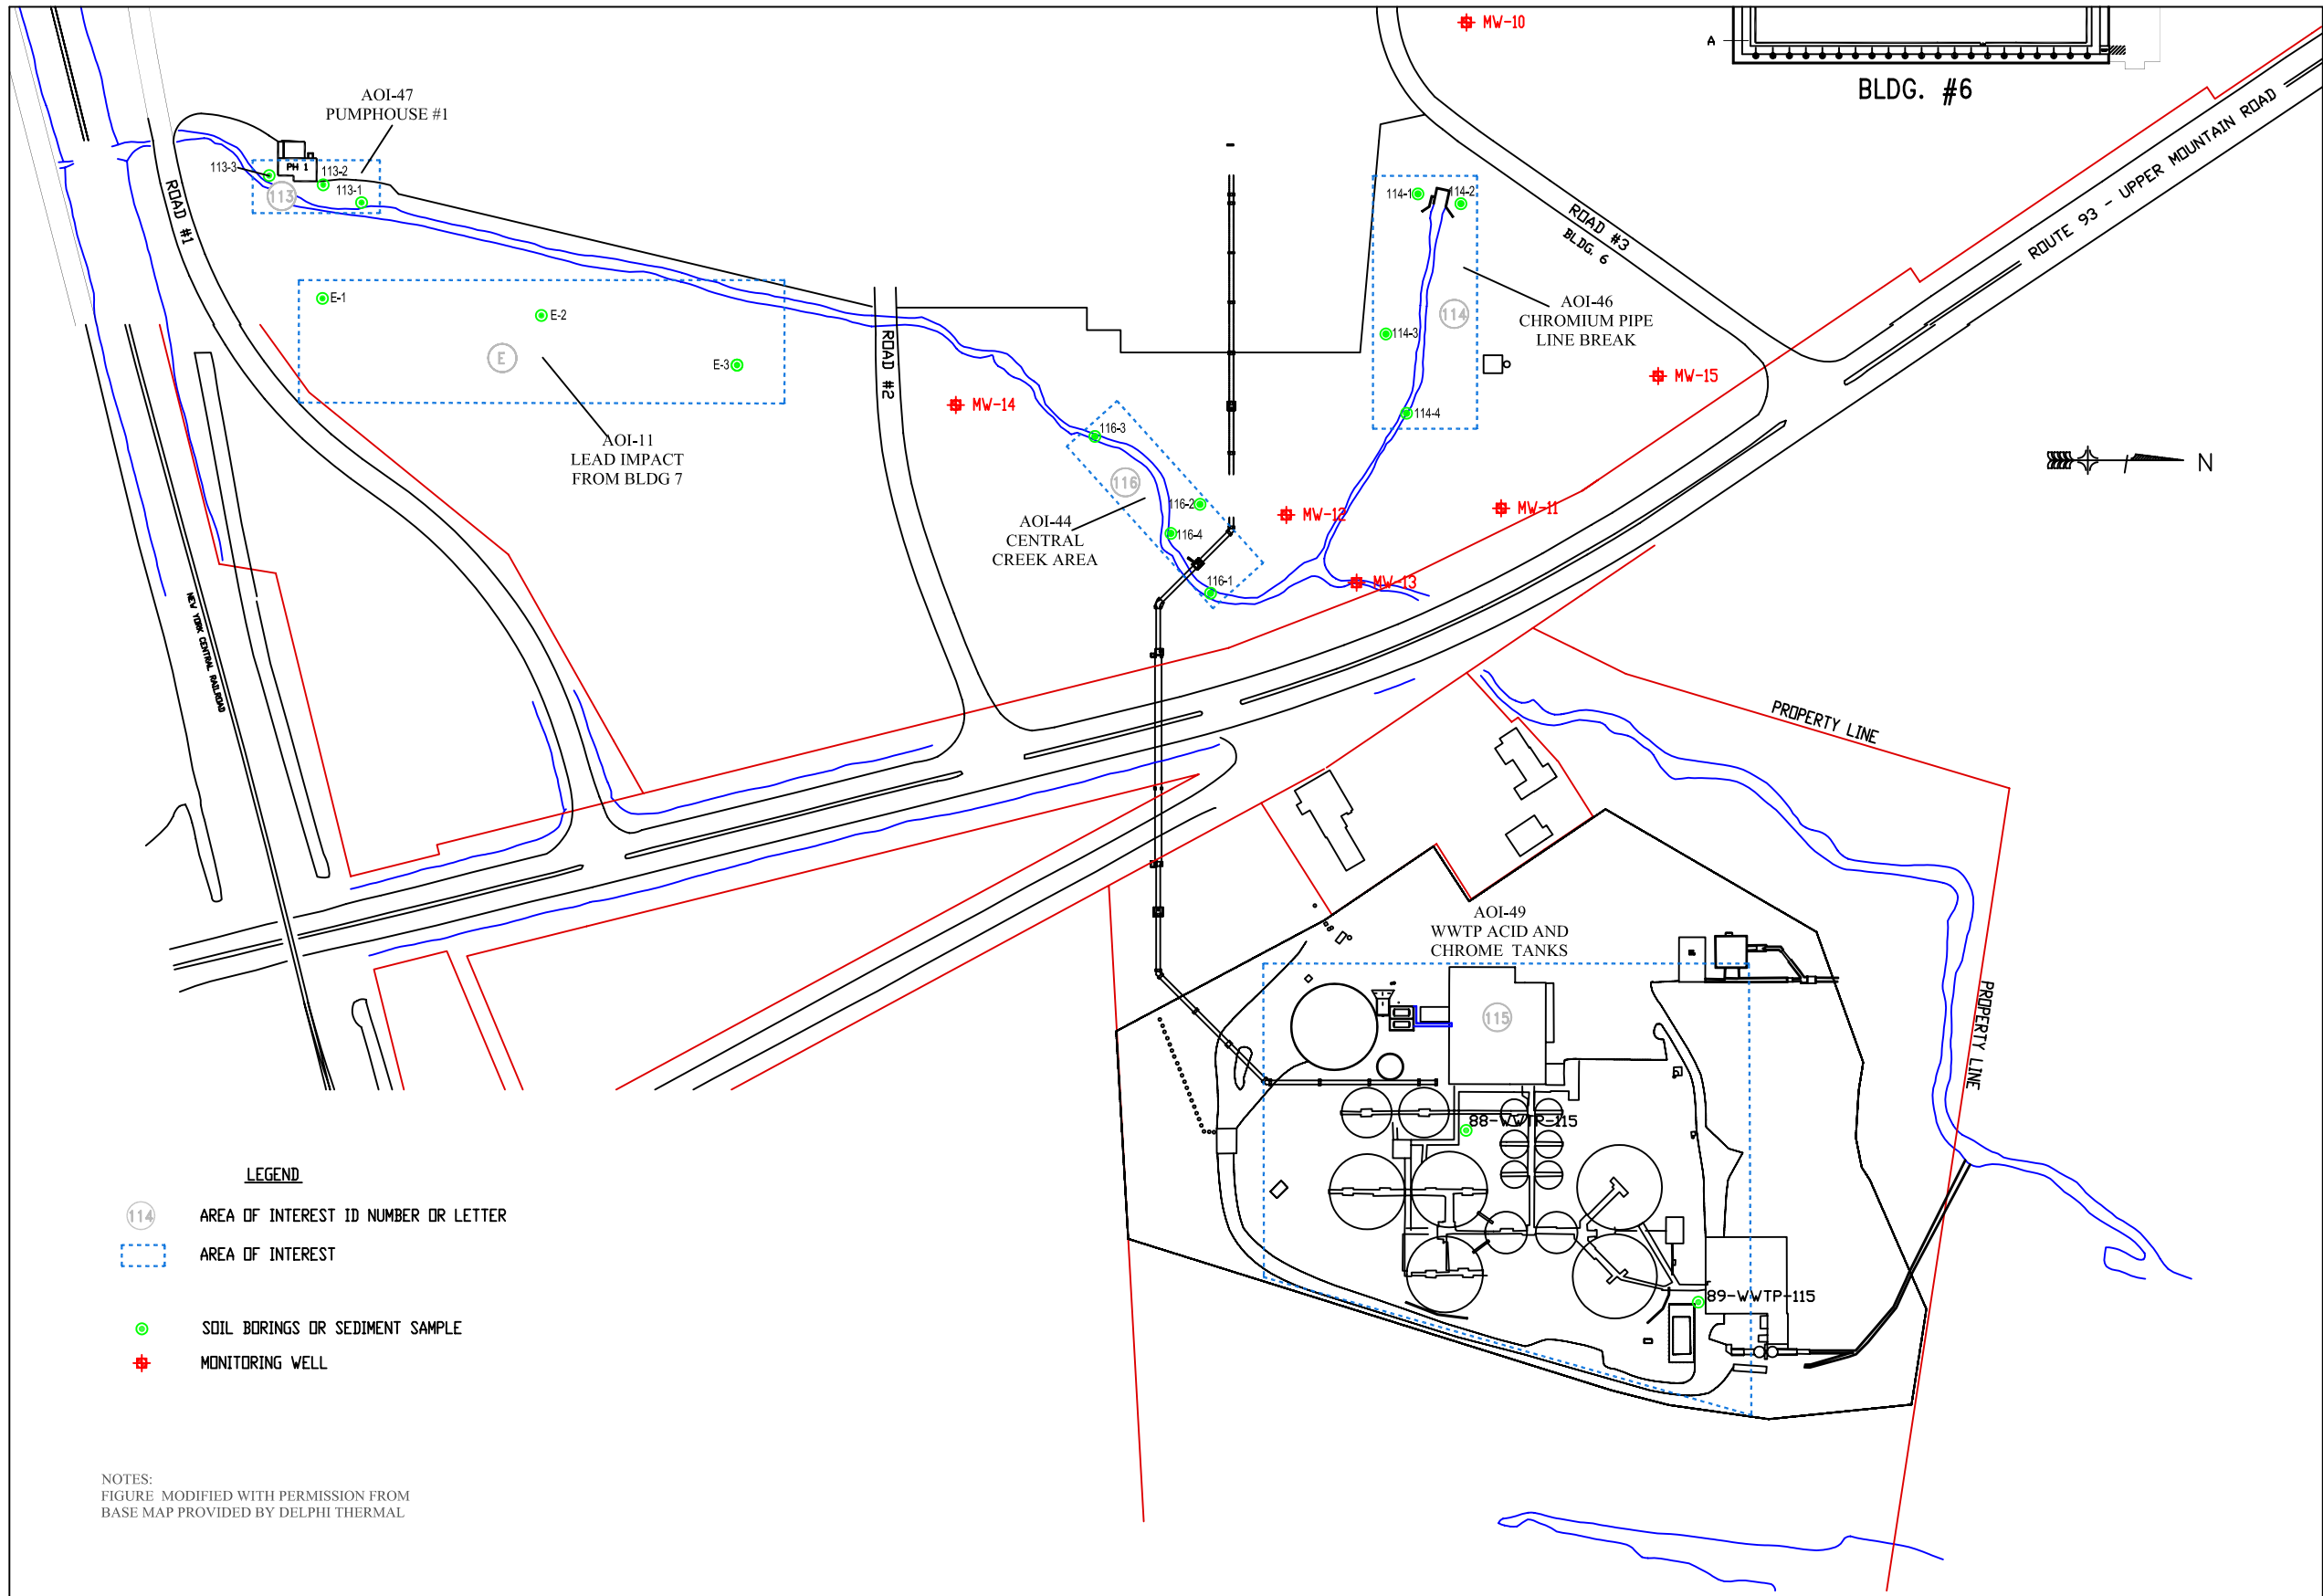 MW-10
A
BLDG. #6
AOI-47
PUMPHOUSE #1
113-3
PH 1
113-2
113-1
113
ROAD #1
114-1
114-2
ROAD #3
BLDG. 6
ROUTE 93 - UPPER MOUNTAIN ROAD
E-1
E-2
E
E-3
ROAD #2
114
114-3
114-4
AOI-46
CHROMIUM PIPE
LINE BREAK
MW-15
MW-14
AOI-11
LEAD IMPACT
FROM BLDG 7
116-3
116
116-2
116-4
116-1
AOI-44
CENTRAL
CREEK AREA
MW-12
MW-11
MW-13
N
NEW YORK CENTRAL RAILROAD
PROPERTY LINE
AOI-49
WWTP ACID AND
CHROME TANKS
115
PROPERTY LINE
88-WWTP-115
89-WWTP-115
LEGEND
114
AREA OF INTEREST ID NUMBER OR LETTER
AREA OF INTEREST
SOIL BORINGS OR SEDIMENT SAMPLE
MONITORING WELL
NOTES:
FIGURE MODIFIED WITH PERMISSION FROM
BASE MAP PROVIDED BY DELPHI THERMAL